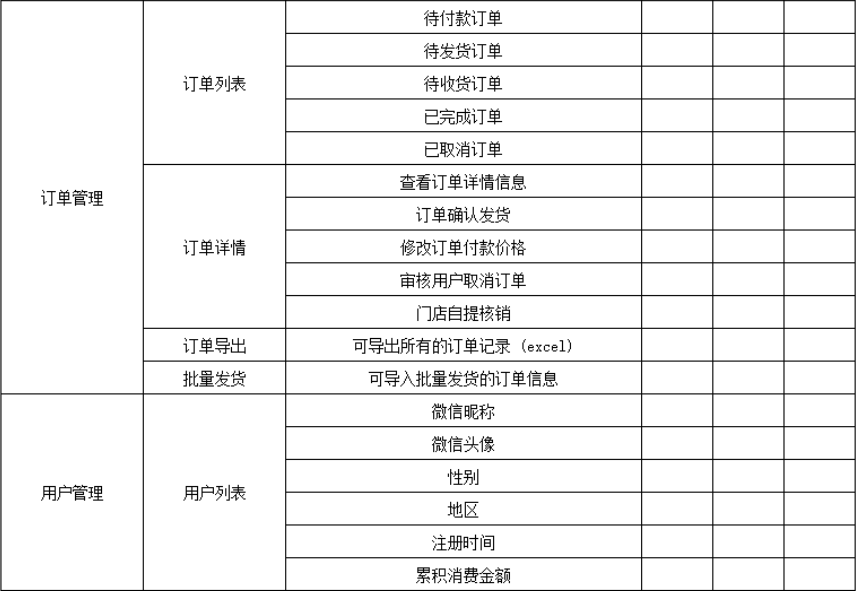 待付款订单
待发货订单
订单列表
待收货订单
已完成订单
已取消订单
订单管理
查看订单详情信息
订单确认发货
订单详情
修改订单付款价格
审核用户取消订单
门店自提核销
订单导出
可导出所有的订单记录 (excel)
批量发货
可导入批量发货的订单信息
用户管理
用户列表
微信昵称
微信头像
性别
地区
注册时间
累积消费金额